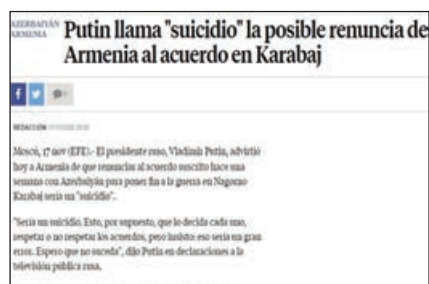 AZERBAIYÁN
ARMENIA
Putin llama "suicidio" la posible renuncia de
Armenia al acuerdo en Karabaj
REDACCIÓN
Moscú, 17 nov (EFE).- El presidente ruso, Vladímir Putin, advirtió
hoy a Armenia de que renunciar al acuerdo suscrito hace una
semana con Azerbaiyán para poner fin a la guerra en Nagorno
Karabaj sería un "suicidio".
"Sería un suicidio. Esto, por supuesto, que lo decida cada uno,
respetar o no respetar los acuerdos, pero insisto: eso sería un gran
error. Espero que no suceda", dijo Putin en declaraciones a la
televisión pública rusa.